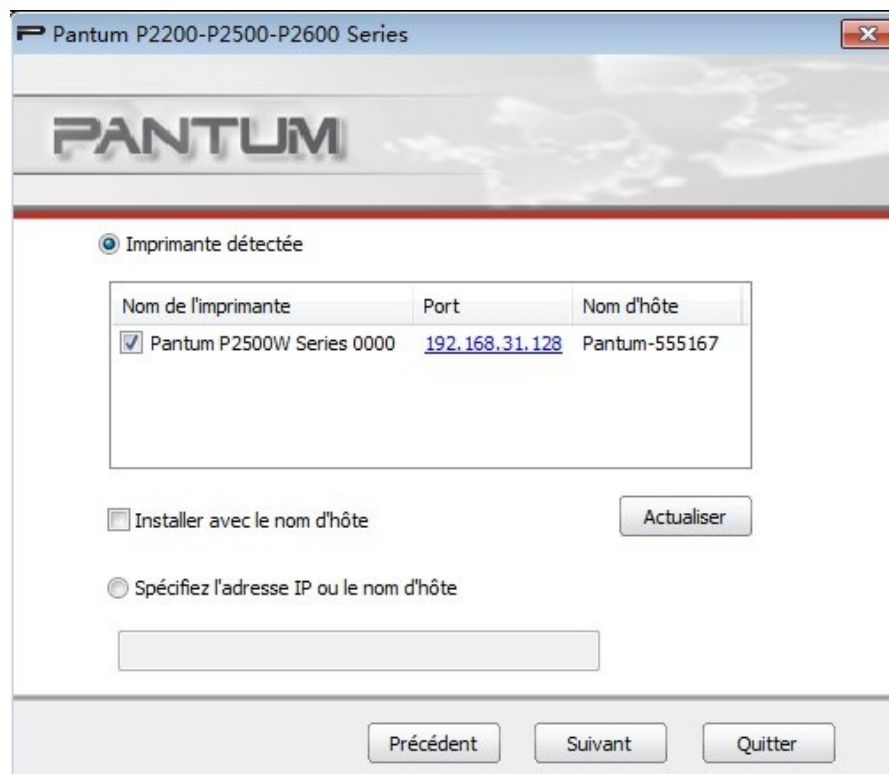 Pantum P2200-P2500-P2600 Series
PANTUM
Imprimante détectée
Nom de l'imprimante Port Nom d'hôte
Pantum P2500W Series 0000 192.168.31.128 Pantum-555167
Installer avec le nom d'hôte
Actualiser
Spécifiez l'adresse IP ou le nom d'hôte
Précédent Suivant Quitter